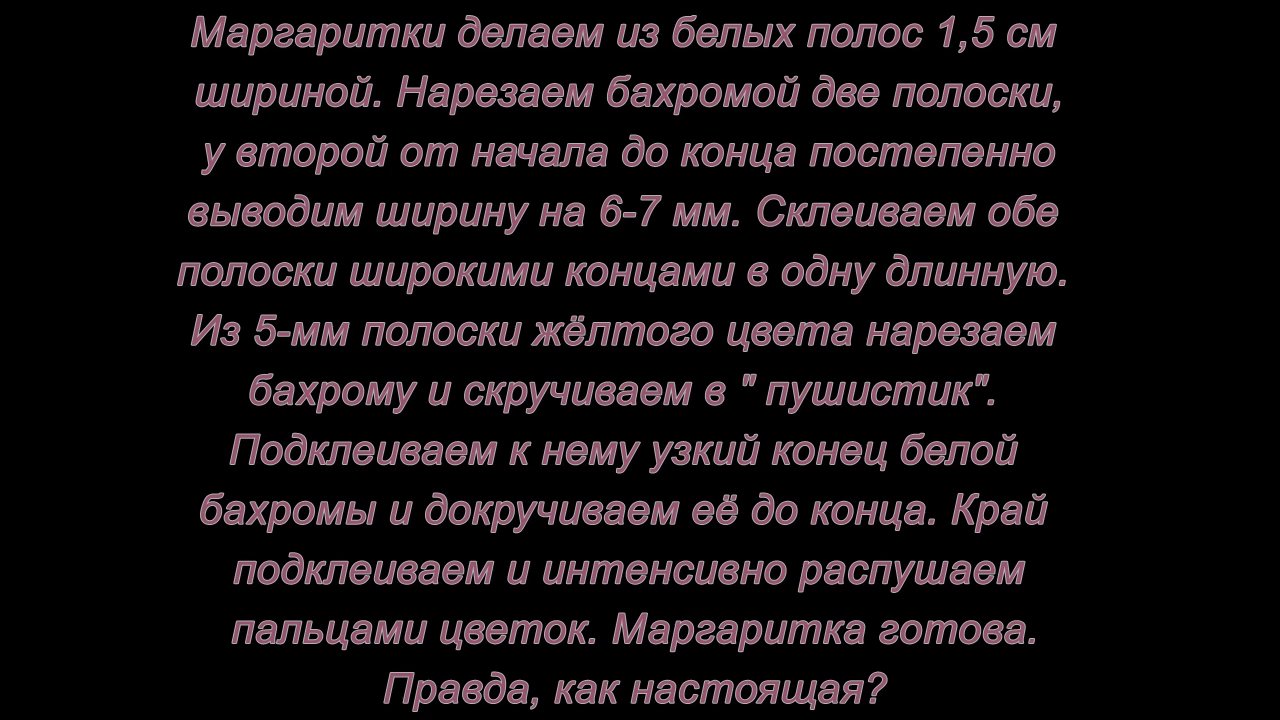 Маргаритки делаем из белых полос 1,5 см
шириной. Нарезаем бахромой две полоски,
у второй от начала до конца постепенно
выводим ширину на 6-7 мм. Склеиваем обе
полоски широкими концами в одну длинную.
Из 5-мм полоски жёлтого цвета нарезаем
бахрому и скручиваем в " пушистик".
Подклеиваем к нему узкий конец белой
бахромы и докручиваем её до конца. Край
подклеиваем и интенсивно распушаем
пальцами цветок. Маргаритка готова.
Правда, как настоящая?